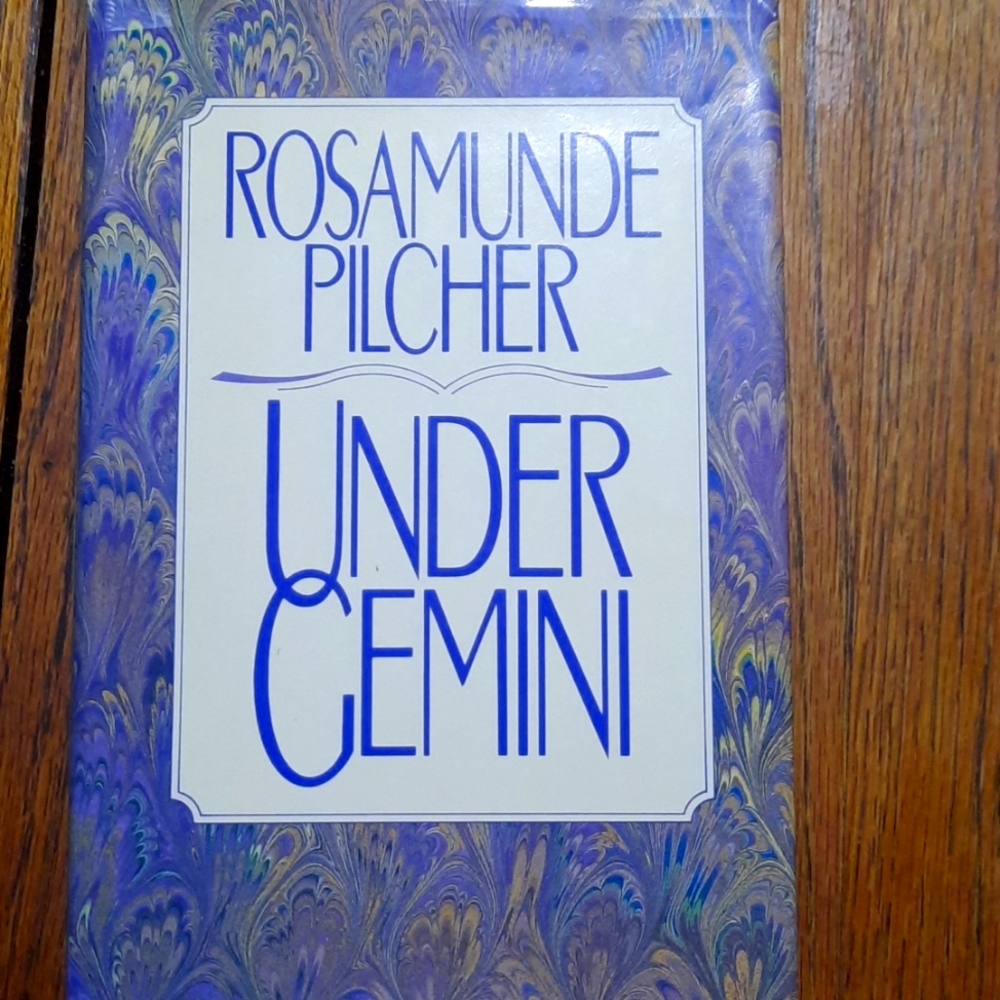 ROSAMUNDE
PILCHER
UNDER
GEMINI